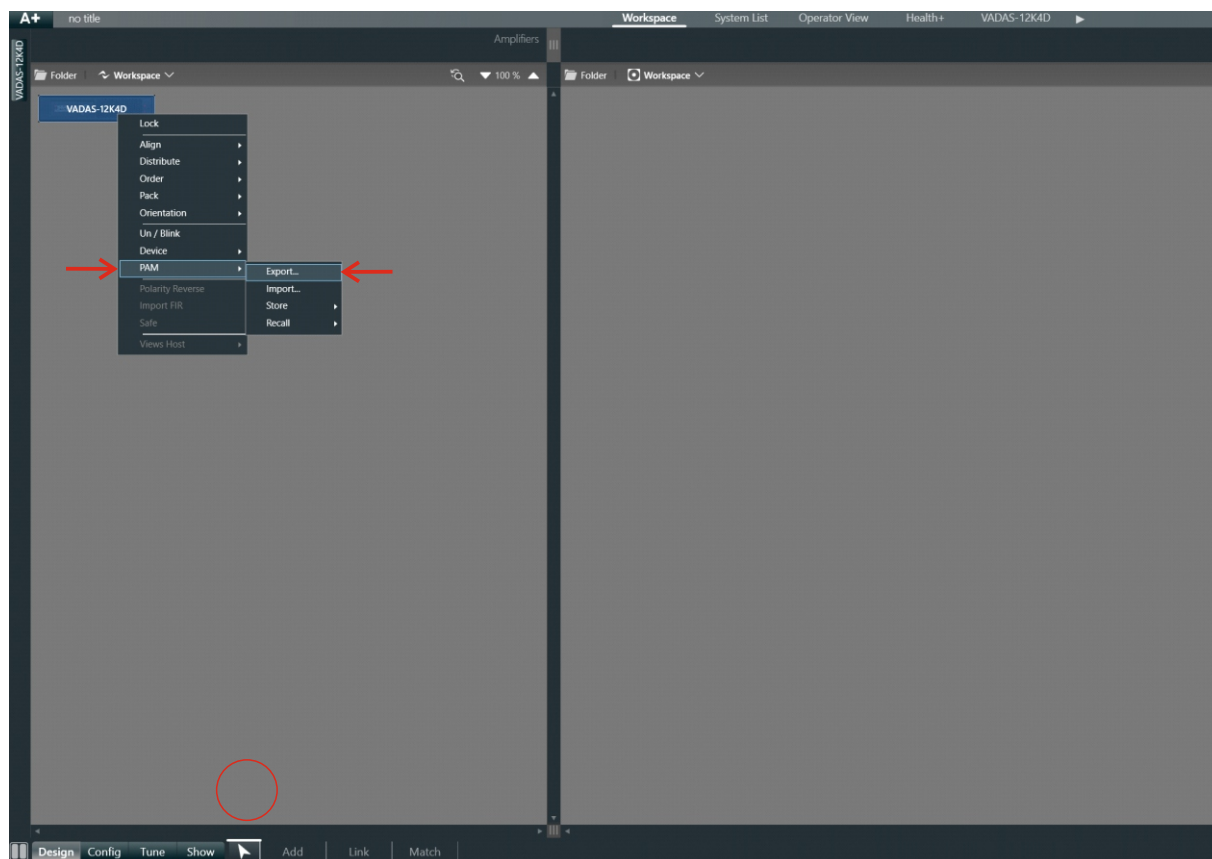 A+ no title Workspace System List Operator View Health+ VADAS-12K4D
VADAS-12K4D
Amplifiers
Folder Workspace 100 % Folder Workspace
VADAS-12K4D
Lock
Align
Distribute
Order
Pack
Orientation
Un / Blink
Device
PAM
Export...
Polarity Reverse
Import...
Import FIR
Store
Safe
Recall
Views Host
Design Config Tune Show Add Link Match